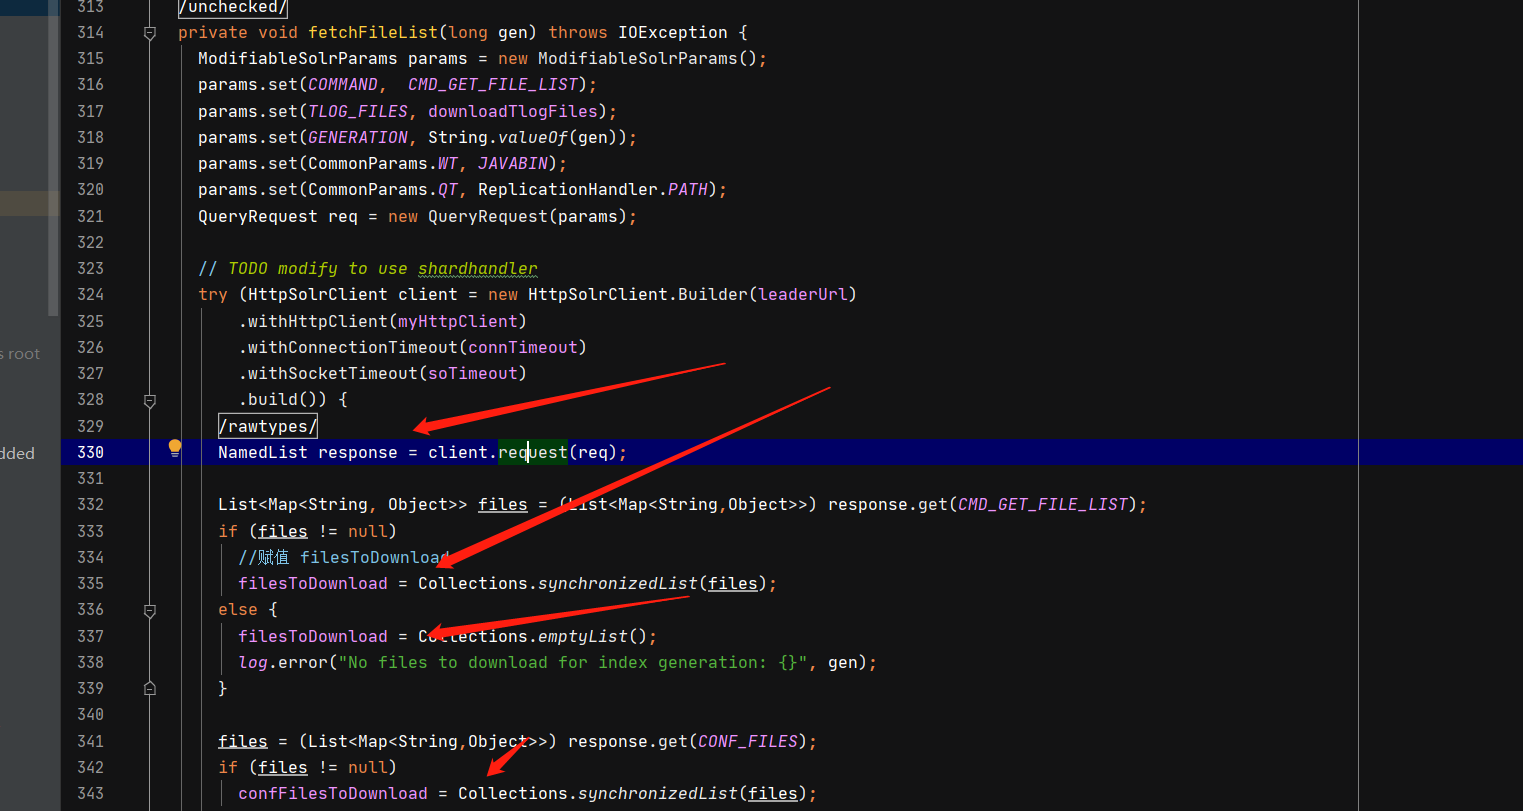 313 /unchecked/
314 private void fetchFileList(long gen) throws IOException {
315 ModifiableSolrParams params = new ModifiableSolrParams();
316 params.set(COMMAND,  CMD_GET_FILE_LIST);
317 params.set(TLOG_FILES, downloadTlogFiles);
318 params.set(GENERATION, String.valueOf(gen));
319 params.set(CommonParams.WT, JAVABIN);
320 params.set(CommonParams.QT, ReplicationHandler.PATH);
321 QueryRequest req = new QueryRequest(params);
322
323 // TODO modify to use shardhandler
324 try (HttpSolrClient client = new HttpSolrClient.Builder(leaderUrl)
325 .withHttpClient(myHttpClient)
326 .withConnectionTimeout(connTimeout)
327 .withSocketTimeout(soTimeout)
s root
328 .build()) {
329 /rawtypes/
dded
330 NamedList response = client.request(req);
331
332 List<Map<String, Object>> files = (List<Map<String,Object>>) response.get(CMD_GET_FILE_LIST);
333 if (files != null)
334 //赋值 filesToDownload
335 filesToDownload = Collections.synchronizedList(files);
336 else {
337 filesToDownload = Collections.emptyList();
338 log.error("No files to download for index generation: {}", gen);
339 }
340
341 files = (List<Map<String,Object>>) response.get(CONF_FILES);
342 if (files != null)
343 confFilesToDownload = Collections.synchronizedList(files);